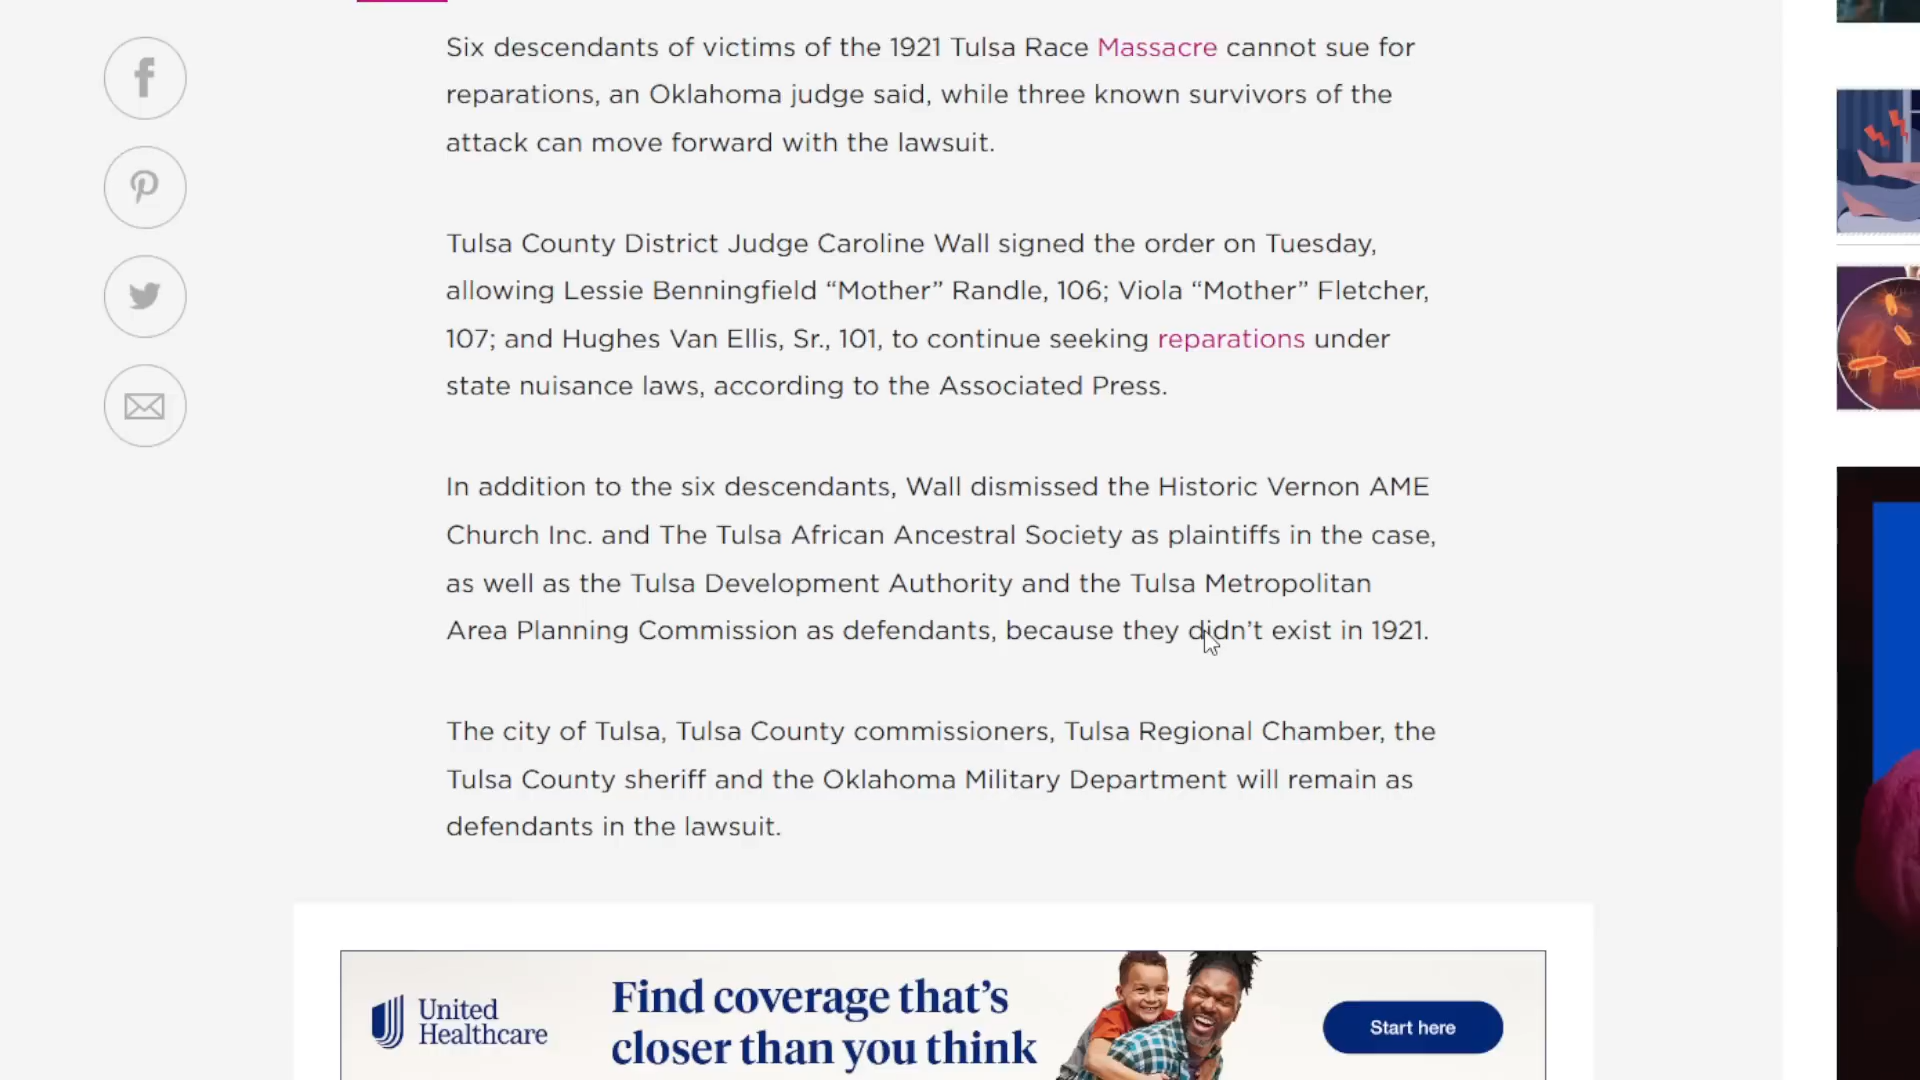 Six descendants of victims of the 1921 Tulsa Race Massacre cannot sue for
reparations, an Oklahoma judge said, while three known survivors of the
attack can move forward with the lawsuit.
Tulsa County District Judge Caroline Wall signed the order on Tuesday,
allowing Lessie Benningfield “Mother” Randle, 106; Viola “Mother” Fletcher,
107; and Hughes Van Ellis, Sr., 101, to continue seeking reparations under
state nuisance laws, according to the Associated Press.
In addition to the six descendants, Wall dismissed the Historic Vernon AME
Church Inc. and The Tulsa African Ancestral Society as plaintiffs in the case,
as well as the Tulsa Development Authority and the Tulsa Metropolitan
Area Planning Commission as defendants, because they didn’t exist in 1921.
The city of Tulsa, Tulsa County commissioners, Tulsa Regional Chamber, the
Tulsa County sheriff and the Oklahoma Military Department will remain as
defendants in the lawsuit.
United
Healthcare
Find coverage that’s
closer than you think
Start here